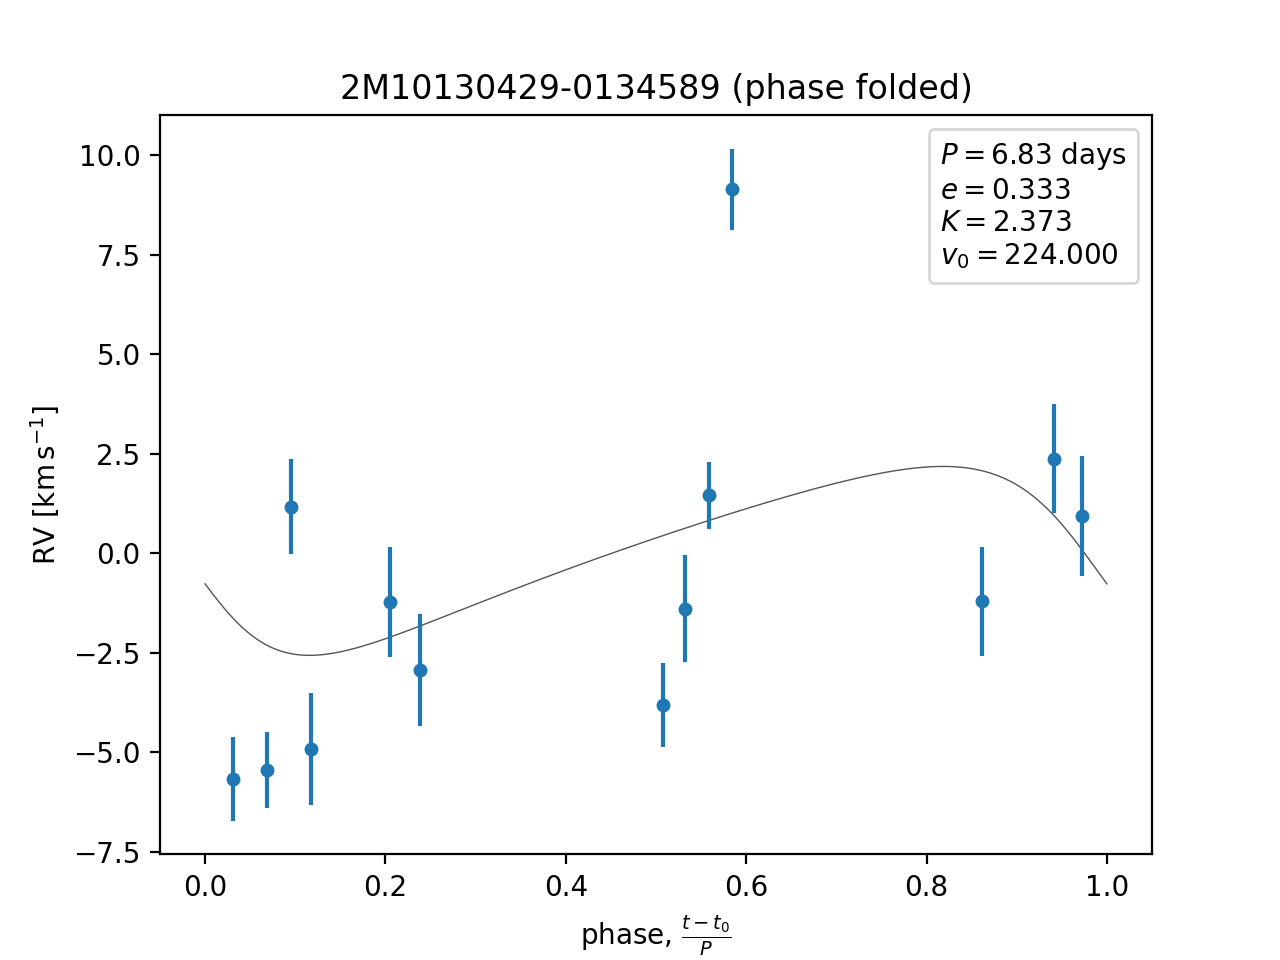 2M10130429-0134589 (phase folded)
P = 6.83 days
e = 0.333
K = 2.373
v₀ = 224.000
10.0
7.5
5.0
2.5
0.0
−2.5
−5.0
−7.5
RV [km s⁻¹]
0.0 0.2 0.4 0.6 0.8 1.0
phase, (t − t₀)/P